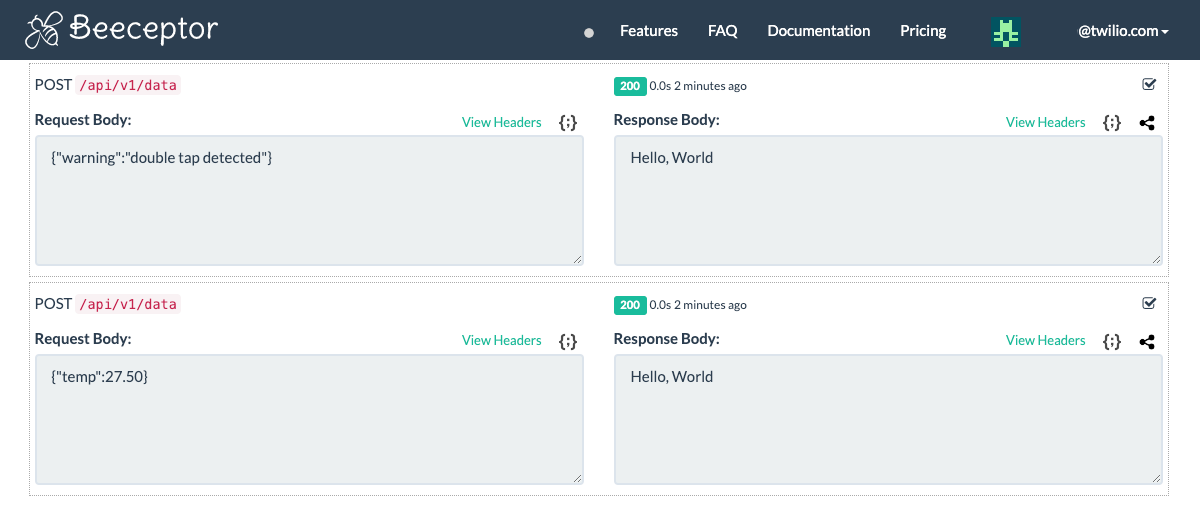 Beeceptor Features FAQ Documentation Pricing @twilio.com
POST /api/v1/data 200 0.0s 2 minutes ago
Request Body: View Headers {;} Response Body: View Headers {;}
{"warning":"double tap detected"} Hello, World
POST /api/v1/data 200 0.0s 2 minutes ago
Request Body: View Headers {;} Response Body: View Headers {;}
{"temp":27.50} Hello, World